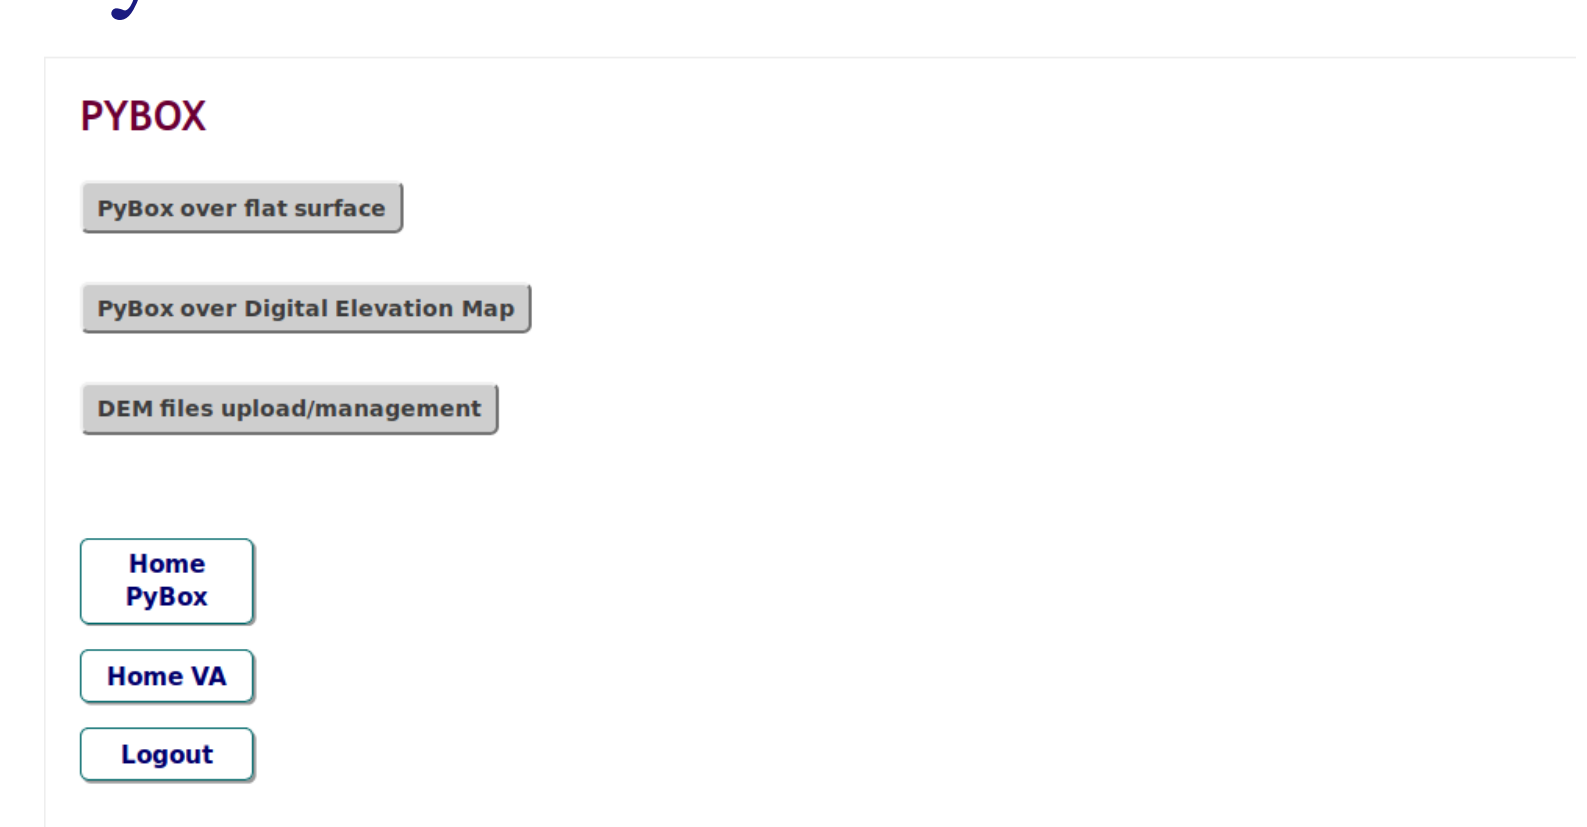 PYBOX
PyBox over flat surface
PyBox over Digital Elevation Map
DEM files upload/management
Home
PyBox
Home VA
Logout